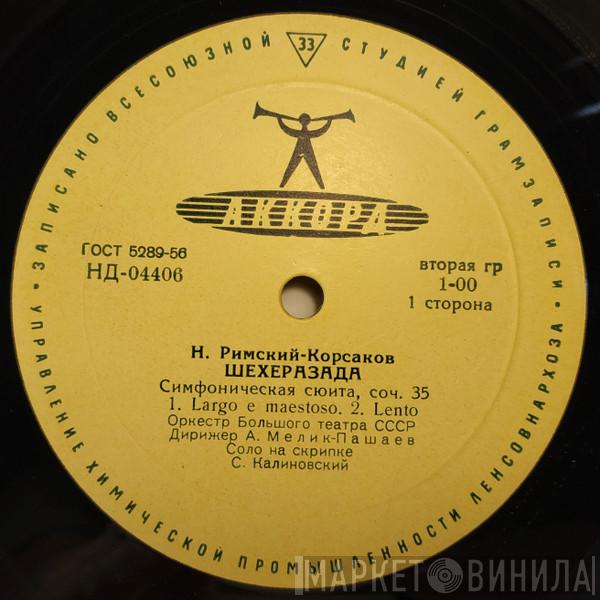 ЗАПИСАНО ВСЕСОЮЗНОЙ 33 СТУДИЕЙ ГРАМЗАПИСИ
АККОРД
ГОСТ 5289-56
НД-04406
вторая гр
1-00
1 сторона
Н. Римский-Корсаков
ШЕХЕРАЗАДА
Симфоническая сюита, соч. 35
1. Largo e maestoso. 2. Lento
Оркестр Большого театра СССР
Дирижер А. Мелик-Пашаев
Соло на скрипке
С. Калиновский
УПРАВЛЕНИЕ ХИМИЧЕСКОЙ ПРОМЫШЛЕННОСТИ ЛЕНСОВНАРХОЗА
МАРКЕТ ВИНИЛА